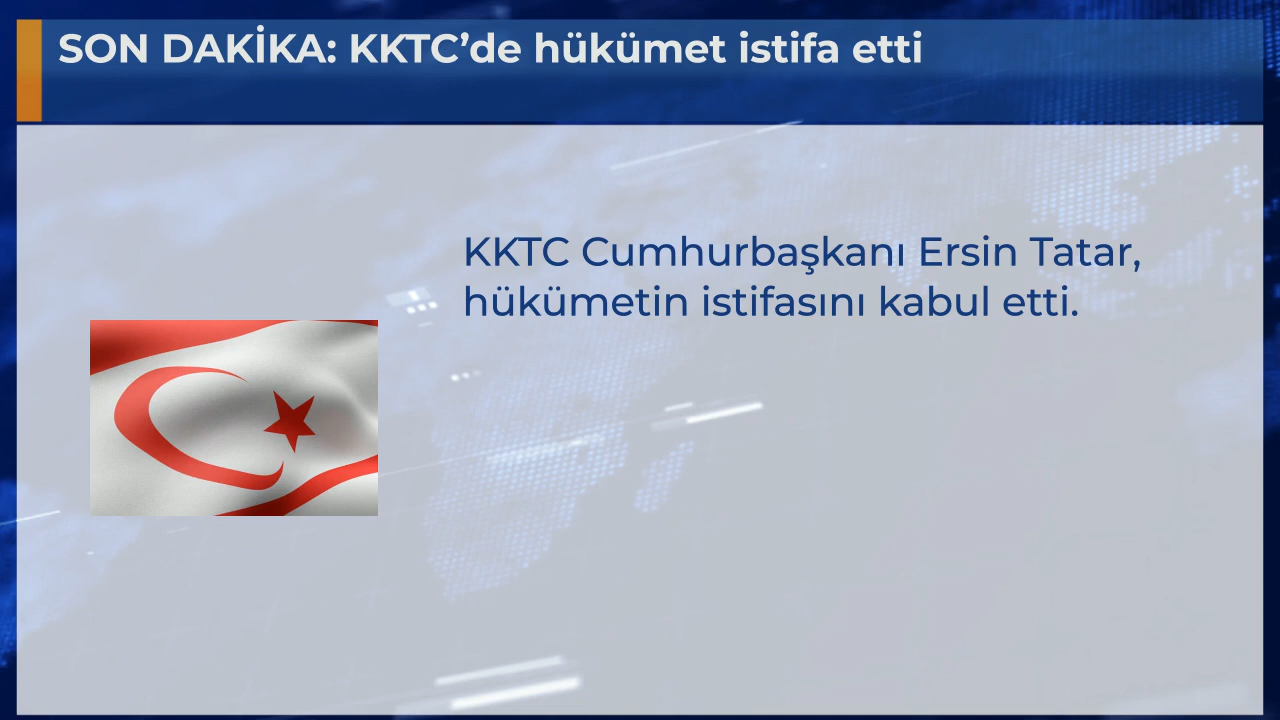 SON DAKİKA: KKTC’de hükümet istifa etti
KKTC Cumhurbaşkanı Ersin Tatar,
hükümetin istifasını kabul etti.